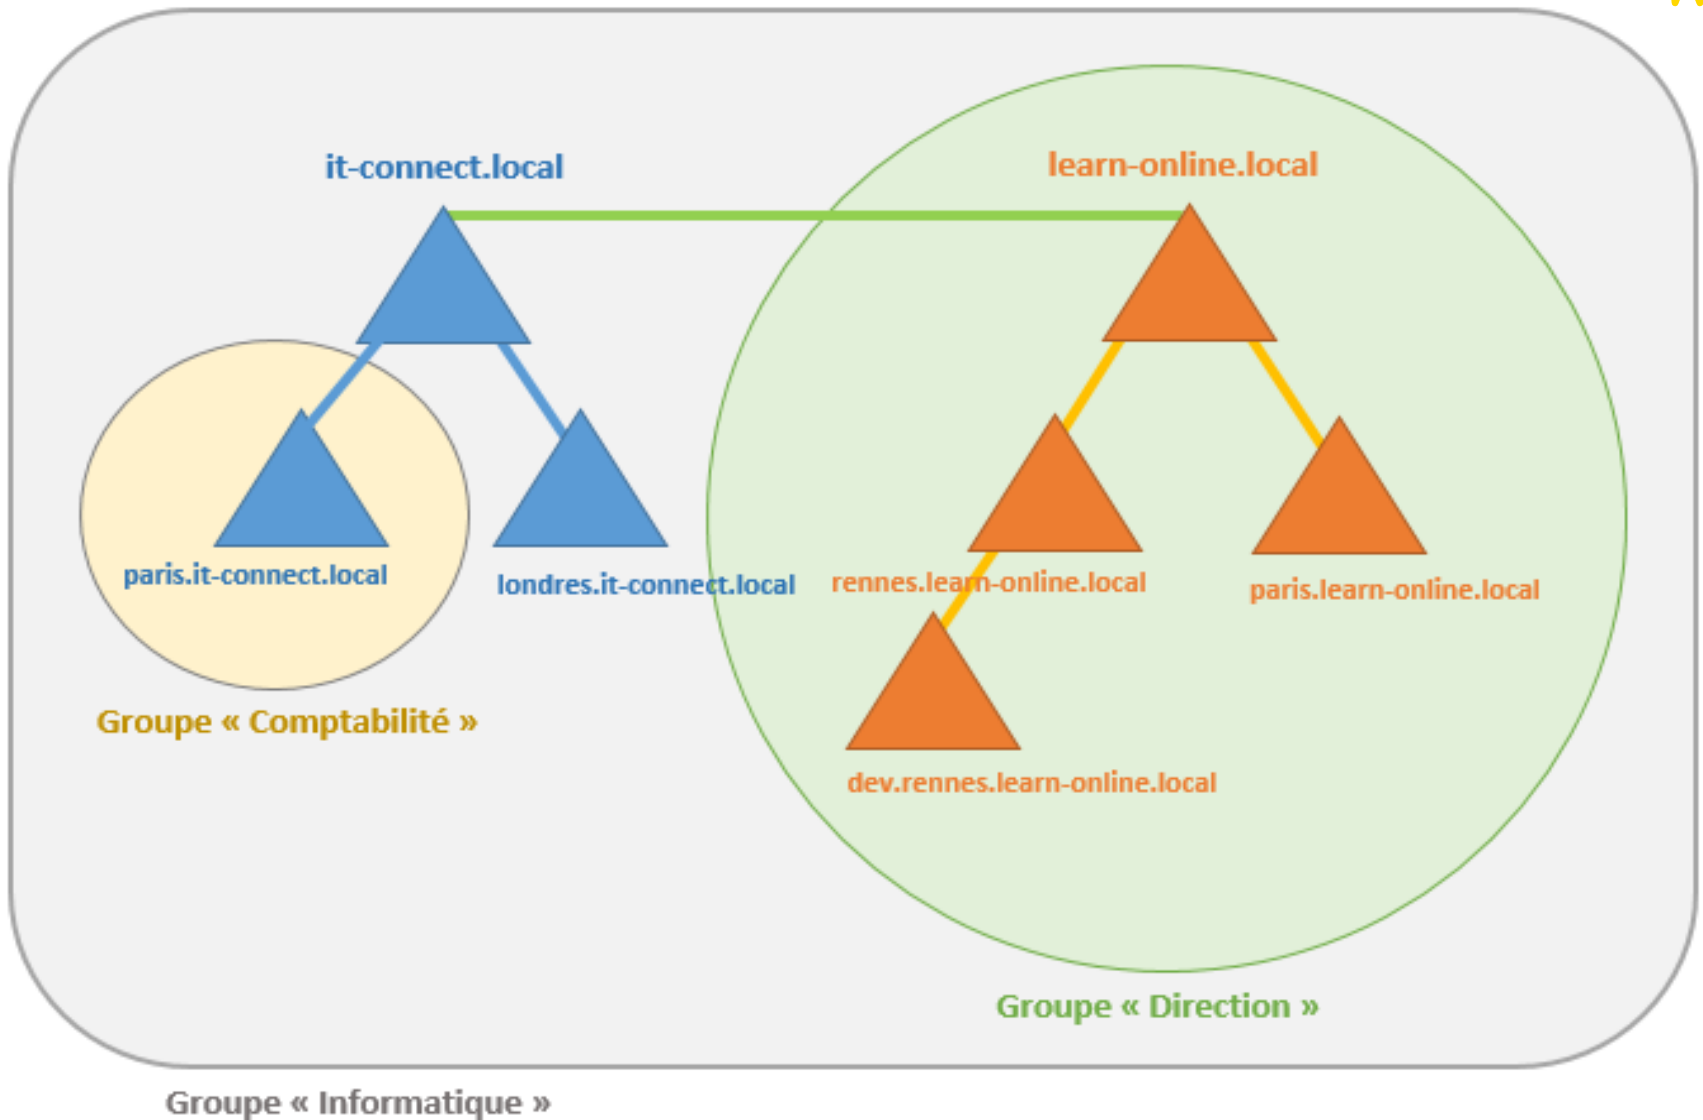 it-connect.local
learn-online.local
paris.it-connect.local
londres.it-connect.local
rennes.learn-online.local
paris.learn-online.local
Groupe « Comptabilité »
dev.rennes.learn-online.local
Groupe « Direction »
Groupe « Informatique »